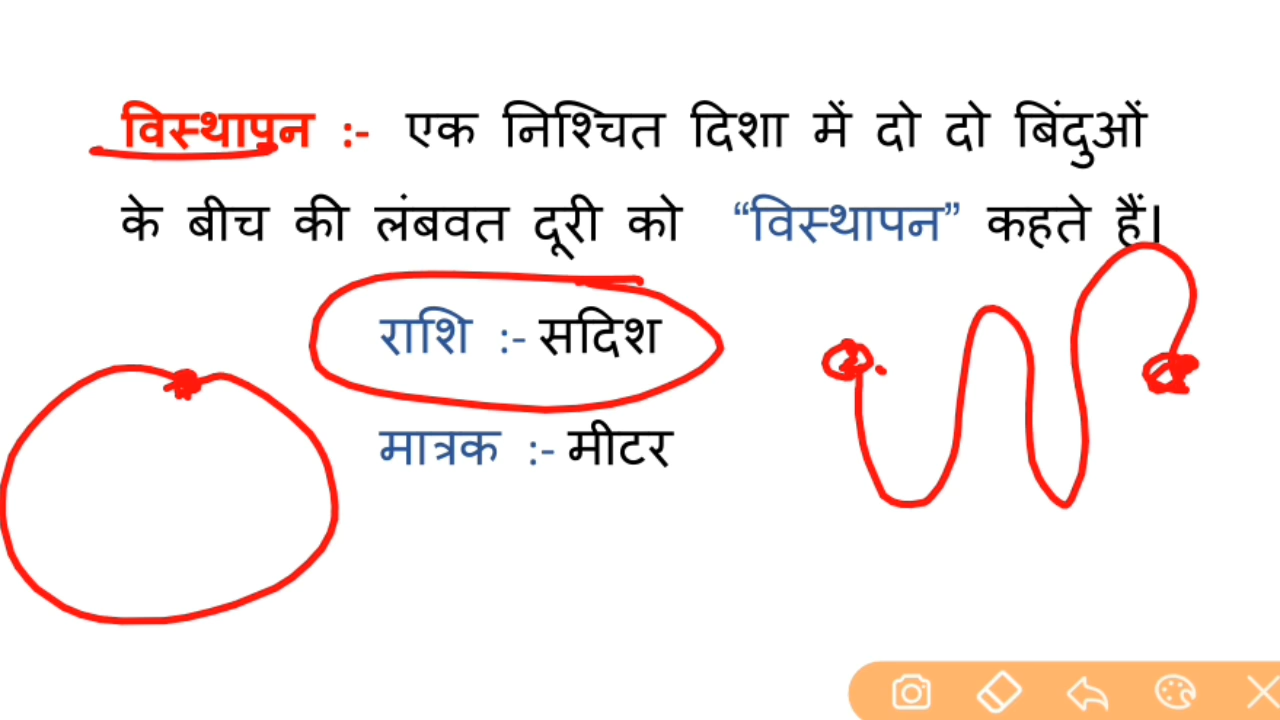 विस्थापन :- एक निश्चित दिशा में दो दो बिंदुओं
के बीच की लंबवत दूरी को “विस्थापन” कहते हैं।
राशि :- सदिश
मात्रक :- मीटर